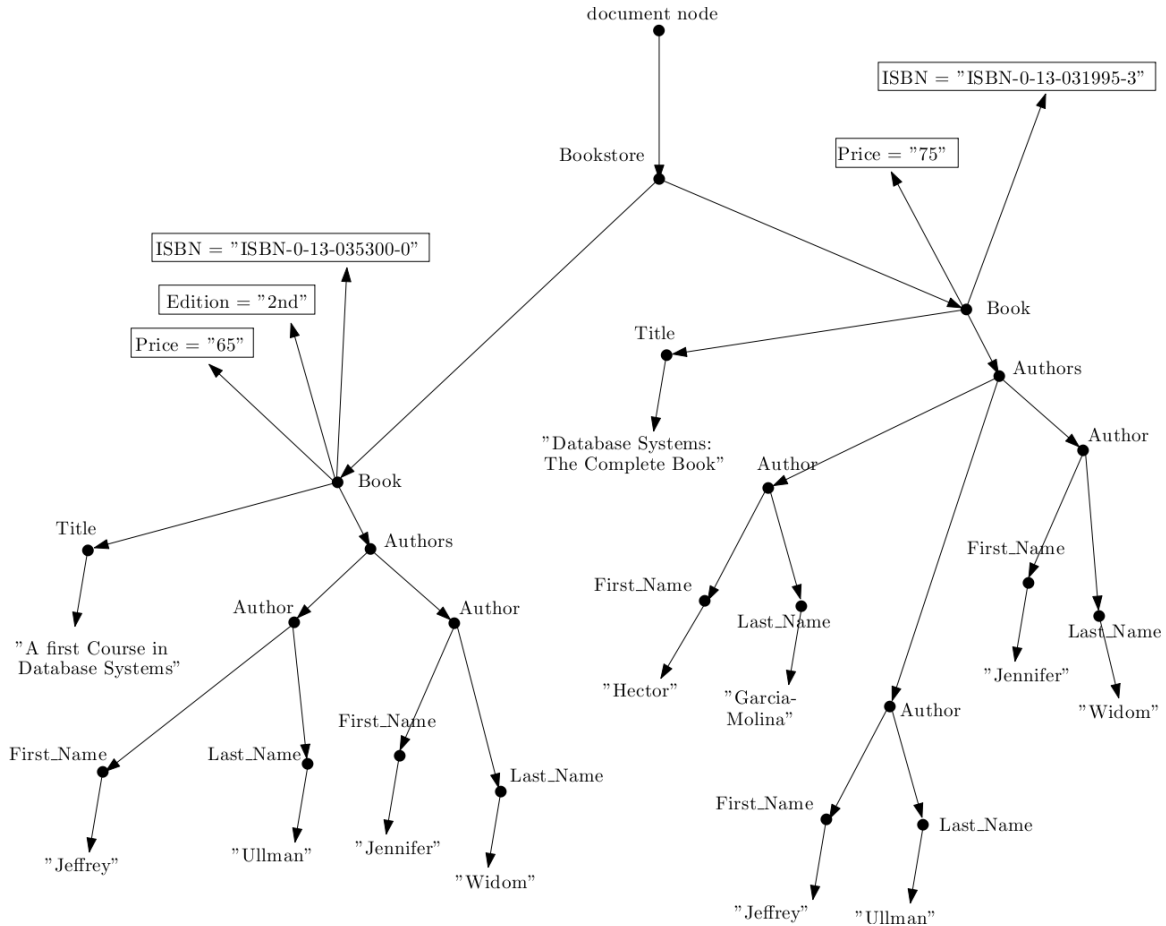 document node
ISBN = "ISBN-0-13-031995-3"
Price = "75"
Bookstore
ISBN = "ISBN-0-13-035300-0"
Edition = "2nd"
Price = "65"
Book
Title
Authors
"Database Systems:
The Complete Book"
Author
Author
Book
Title
Authors
First_Name
First_Name
Author
Author
Last_Name
Last_Name
"A first Course in
Database Systems"
"Hector"
"Garcia-
Molina"
"Jennifer"
"Widom"
Author
First_Name
First_Name
Last_Name
Last_Name
First_Name
Last_Name
"Jeffrey"
"Ullman"
"Jennifer"
"Widom"
"Jeffrey"
"Ullman"